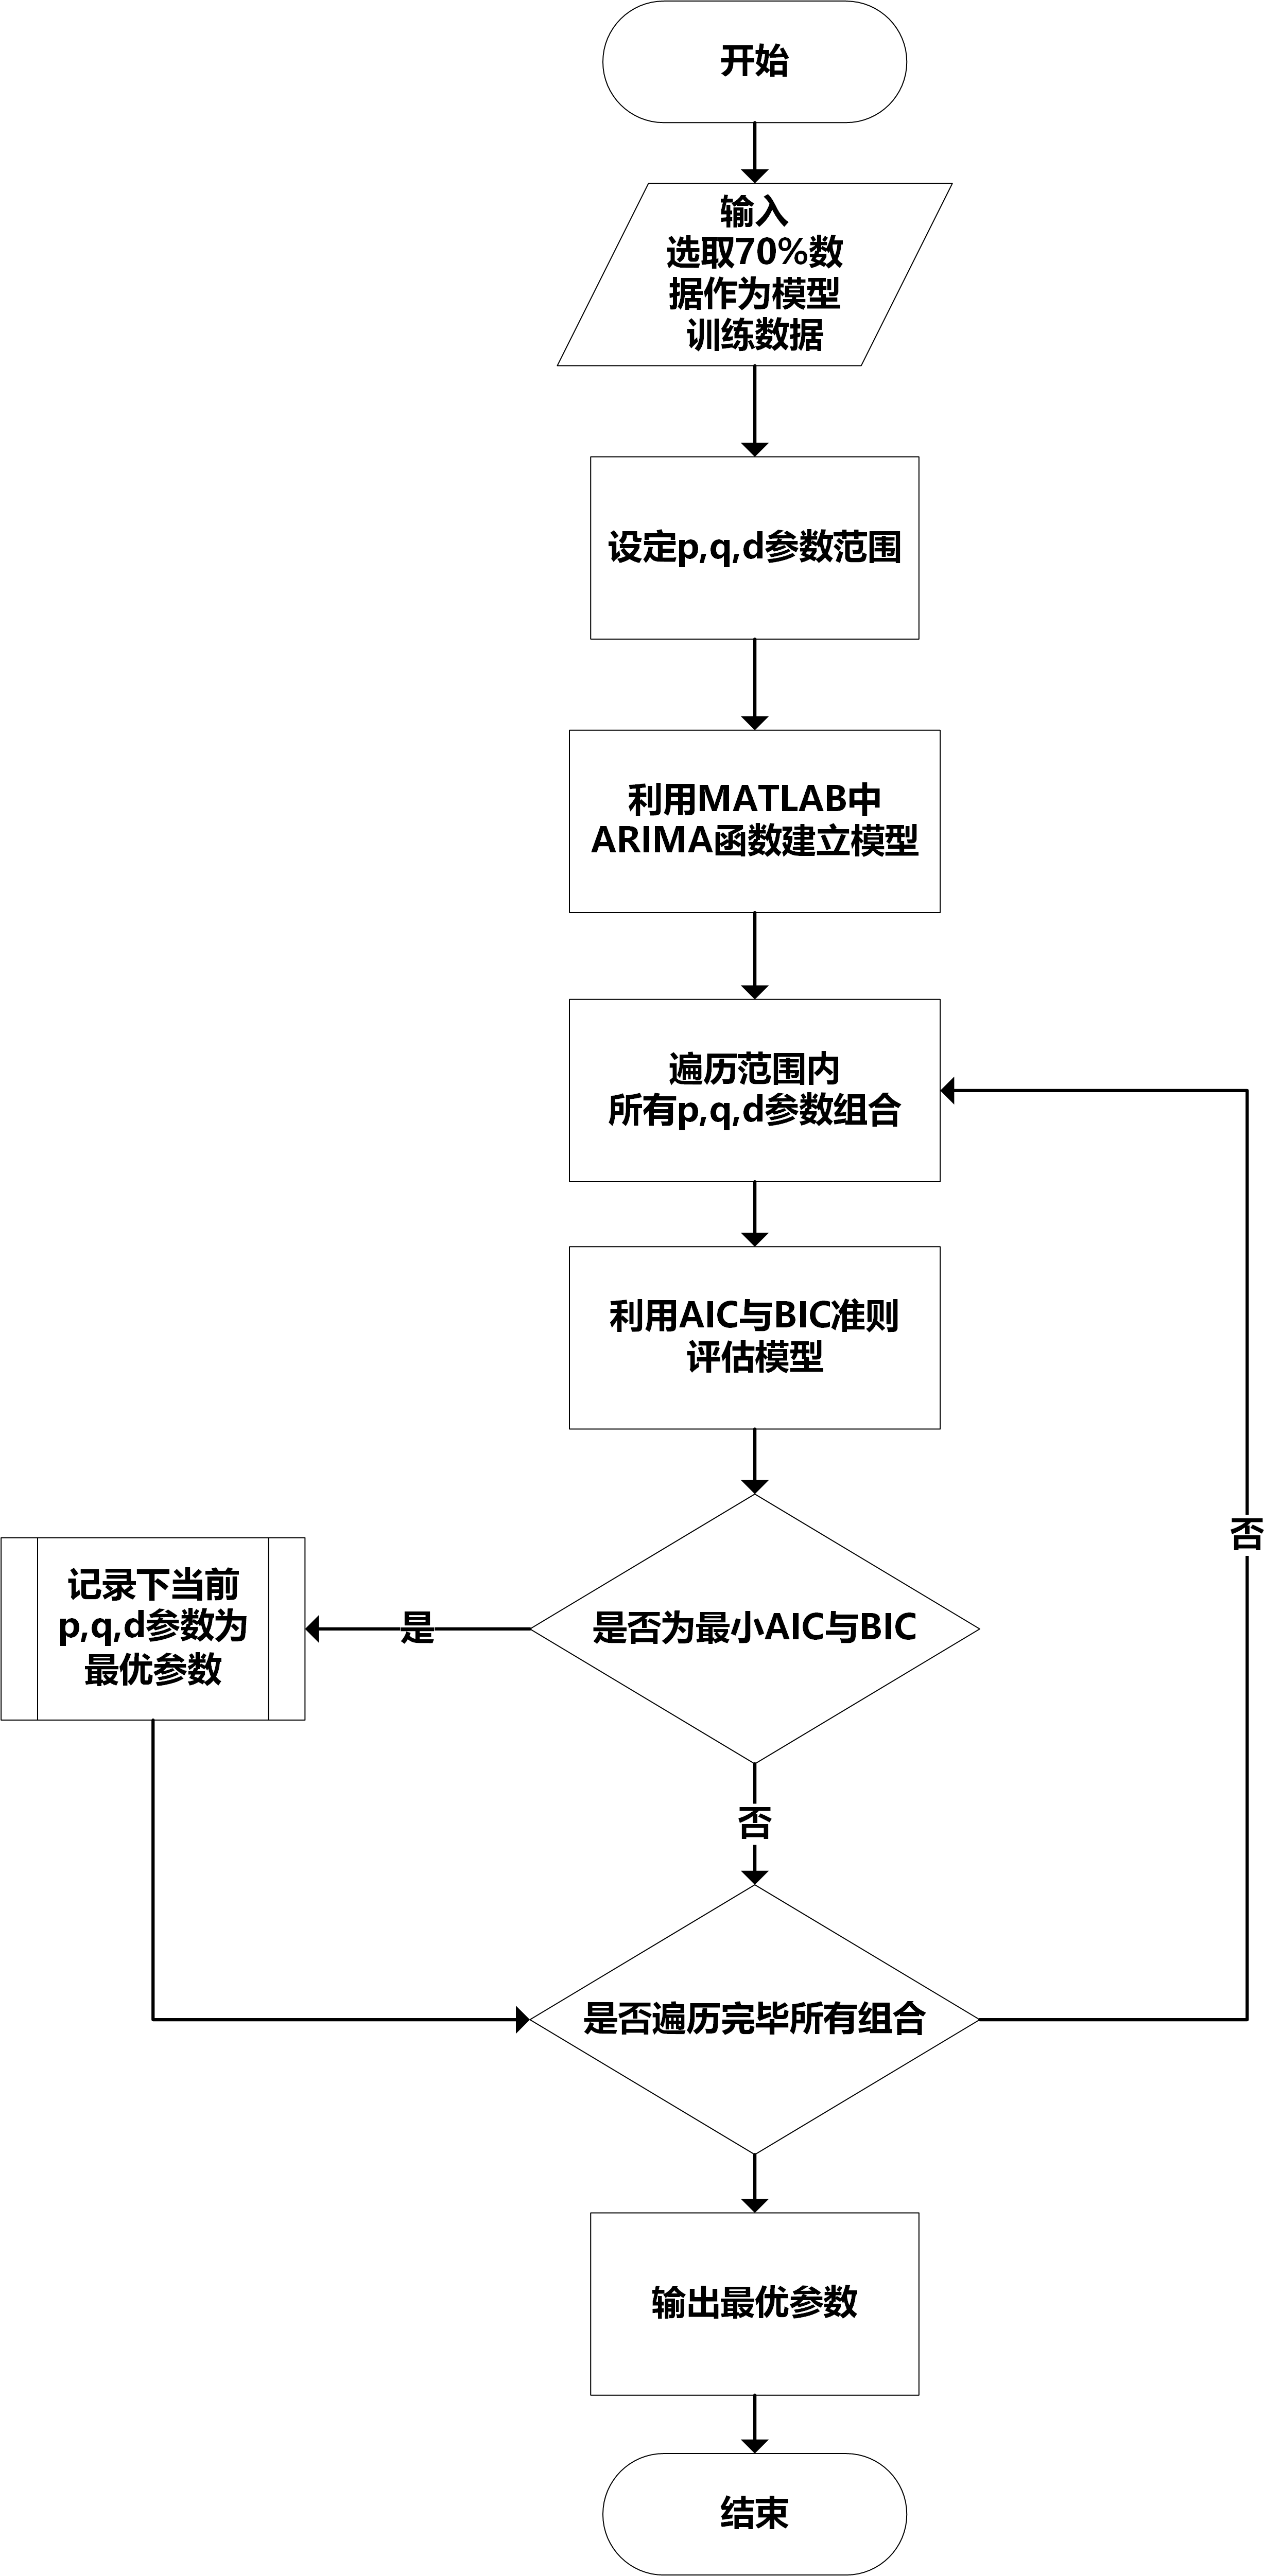 开始
输入
选取70%数
据作为模型
训练数据
设定p,q,d参数范围
利用MATLAB中
ARIMA函数建立模型
遍历范围内
所有p,q,d参数组合
利用AIC与BIC准则
评估模型
是否为最小AIC与BIC
是
记录下当前
p,q,d参数为
最优参数
否
是否遍历完毕所有组合
否
输出最优参数
结束